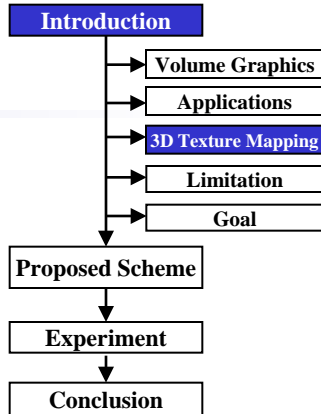 Introduction
Volume Graphics
Applications
3D Texture Mapping
Limitation
Goal
Proposed Scheme
Experiment
Conclusion